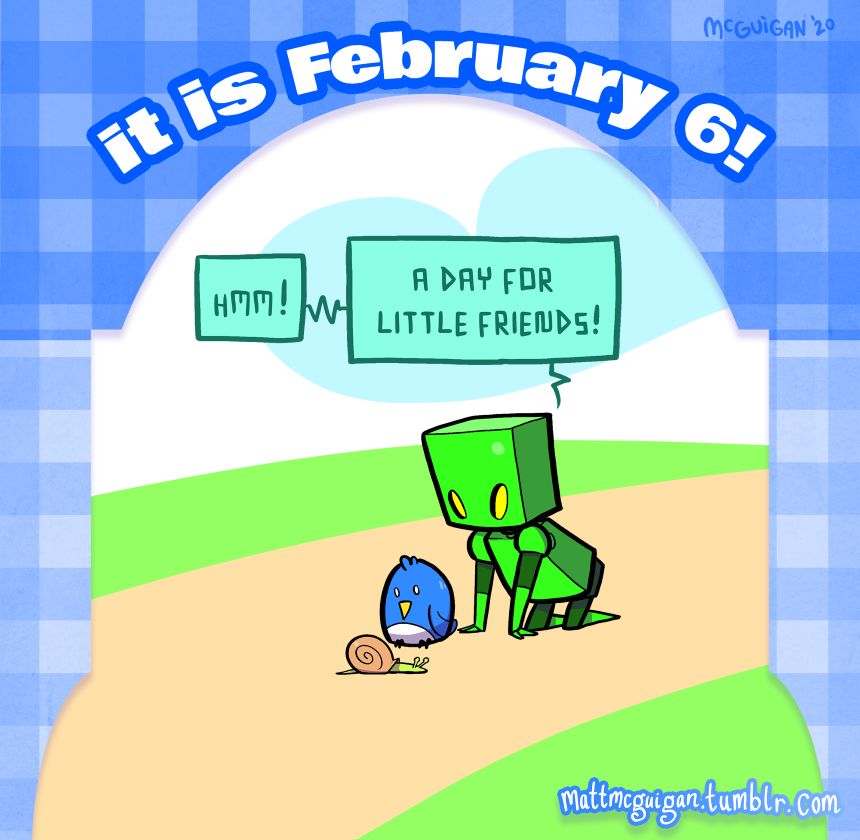 McGUiGAN '20
it is February 6!
HMM!
A DAY FOR
LITTLE FRIENDS!
mattmcguigan.tumblr.com